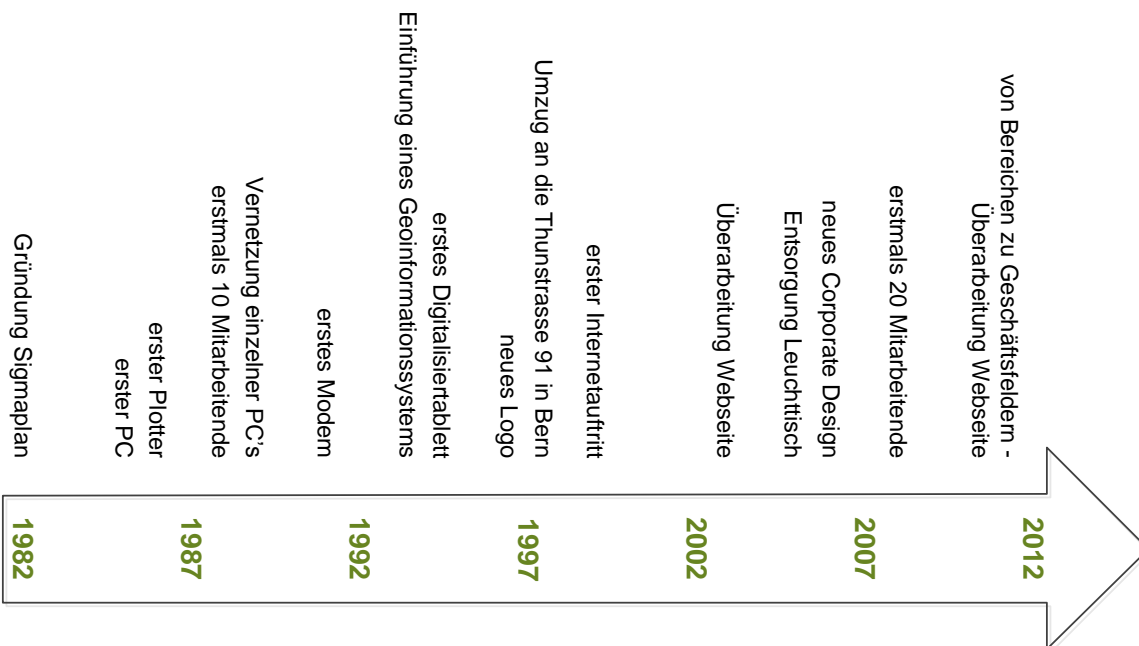 2012
von Bereichen zu Geschäftsfeldern -
Überarbeitung Webseite
erstmals 20 Mitarbeitende
2007
neues Corporate Design
Entsorgung Leuchttisch
Überarbeitung Webseite
2002
erster Internetauftritt
Umzug an die Thunstrasse 91 in Bern
1997
neues Logo
erstes Digitalisiertablett
Einführung eines Geoinformationssystems
1992
erstes Modem
Vernetzung einzelner PC's
erstmals 10 Mitarbeitende
1987
erster Plotter
erster PC
Gründung Sigmaplan
1982